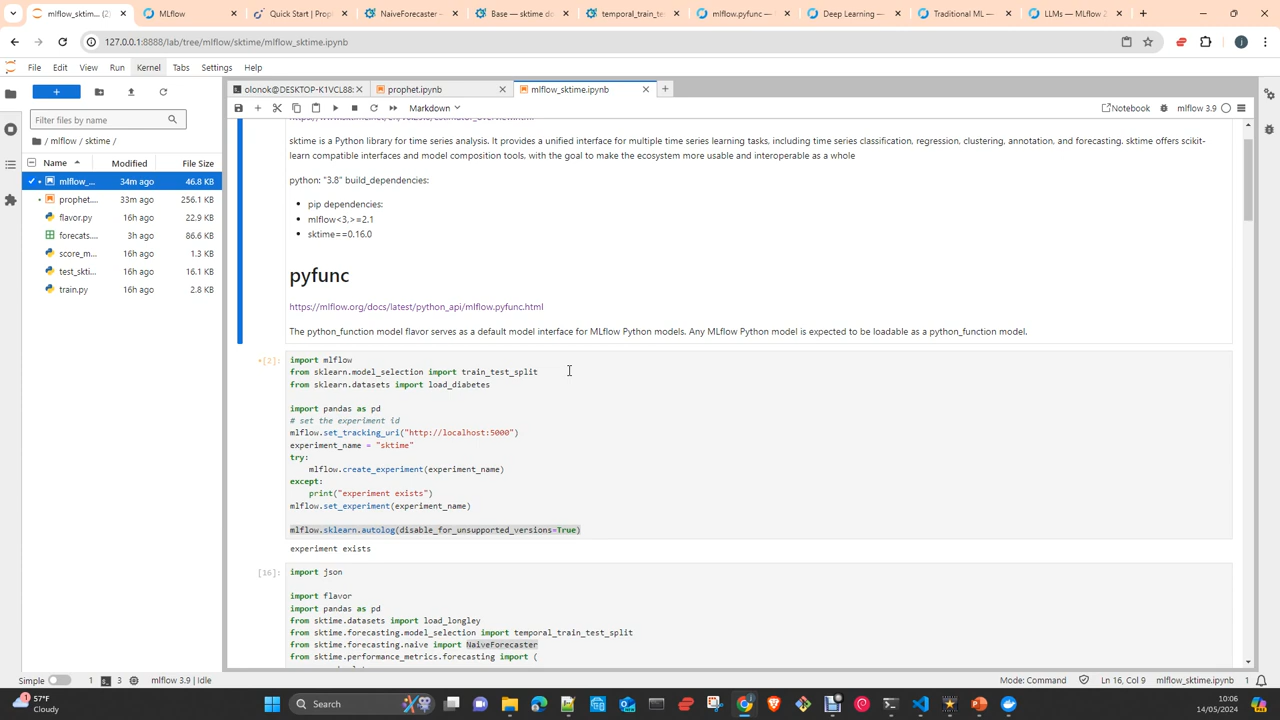 mlflow_sktime... (2)
MLflow
Quick Start | Prop
NaiveForecaster
Base — sktime do
temporal_train_te
mlflow.pyfunc —
Deep Learning —
Traditional ML —
LLMs — MLflow 2
127.0.0.1:8888/lab/tree/mlflow/sktime/mlflow_sktime.ipynb
File Edit View Run Kernel Tabs Settings Help
olonok@DESKTOP-K1VCL88:
prophet.ipynb
mlflow_sktime.ipynb
Markdown
Notebook
mlflow 3.9
Filter files by name
/ mlflow / sktime /
Name Modified File Size
mlflow_... 34m ago 46.8 KB
prophet.... 33m ago 256.1 KB
flavor.py 16h ago 22.9 KB
forecats.... 3h ago 86.6 KB
score_m... 16h ago 1.3 KB
test_skti... 16h ago 16.1 KB
train.py 16h ago 2.8 KB
sktime is a Python library for time series analysis. It provides a unified interface for multiple time series learning tasks, including time series classification, regression, clustering, annotation, and forecasting. sktime offers scikit-
learn compatible interfaces and model composition tools, with the goal to make the ecosystem more usable and interoperable as a whole
python: "3.8" build_dependencies:
• pip dependencies:
• mlflow<3.>=2.1
• sktime==0.16.0
pyfunc
https://mlflow.org/docs/latest/python_api/mlflow.pyfunc.html
The python_function model flavor serves as a default model interface for MLflow Python models. Any MLflow Python model is expected to be loadable as a python_function model.
[2]:
import mlflow
from sklearn.model_selection import train_test_split
from sklearn.datasets import load_diabetes
import pandas as pd
# set the experiment id
mlflow.set_tracking_uri("http://localhost:5000")
experiment_name = "sktime"
try:
mlflow.create_experiment(experiment_name)
except:
print("experiment exists")
mlflow.set_experiment(experiment_name)
mlflow.sklearn.autolog(disable_for_unsupported_versions=True)
experiment exists
[16]:
import json
import flavor
import pandas as pd
from sktime.datasets import load_longley
from sktime.forecasting.model_selection import temporal_train_test_split
from sktime.forecasting.naive import NaiveForecaster
from sktime.performance_metrics.forecasting import (
Simple 1 3 mlflow 3.9 | Idle
Mode: Command Ln 16, Col 9 mlflow_sktime.ipynb 1
57°F
Cloudy
Search
10:06
14/05/2024